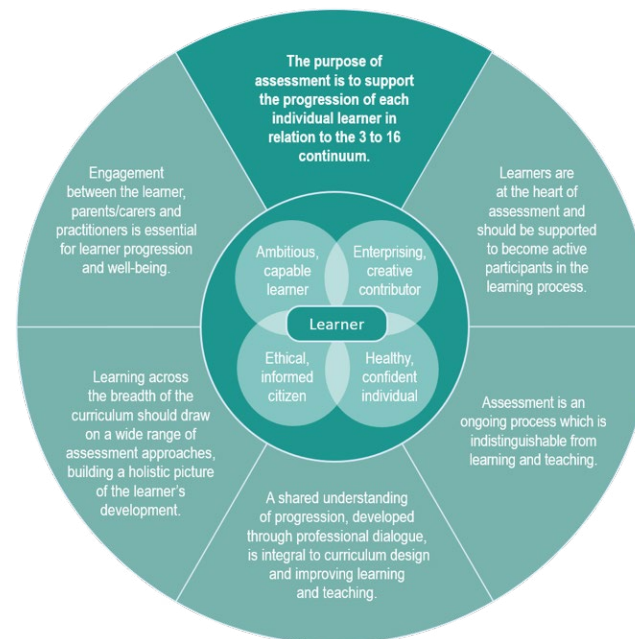 The purpose of
assessment is to support
the progression of each
individual learner in
relation to the 3 to 16
continuum.
Learners are
at the heart of
assessment and
should be supported
to become active
participants in the
learning process.
Assessment is an
ongoing process which is
indistinguishable from
learning and teaching.
A shared understanding
of progression, developed
through professional dialogue,
is integral to curriculum design
and improving learning
and teaching.
Learning across
the breadth of the
curriculum should draw
on a wide range of
assessment approaches,
building a holistic picture
of the learner’s
development.
Engagement
between the learner,
parents/carers and
practitioners is essential
for learner progression
and well-being.
Ambitious,
capable
learner
Enterprising,
creative
contributor
Learner
Ethical,
informed
citizen
Healthy,
confident
individual